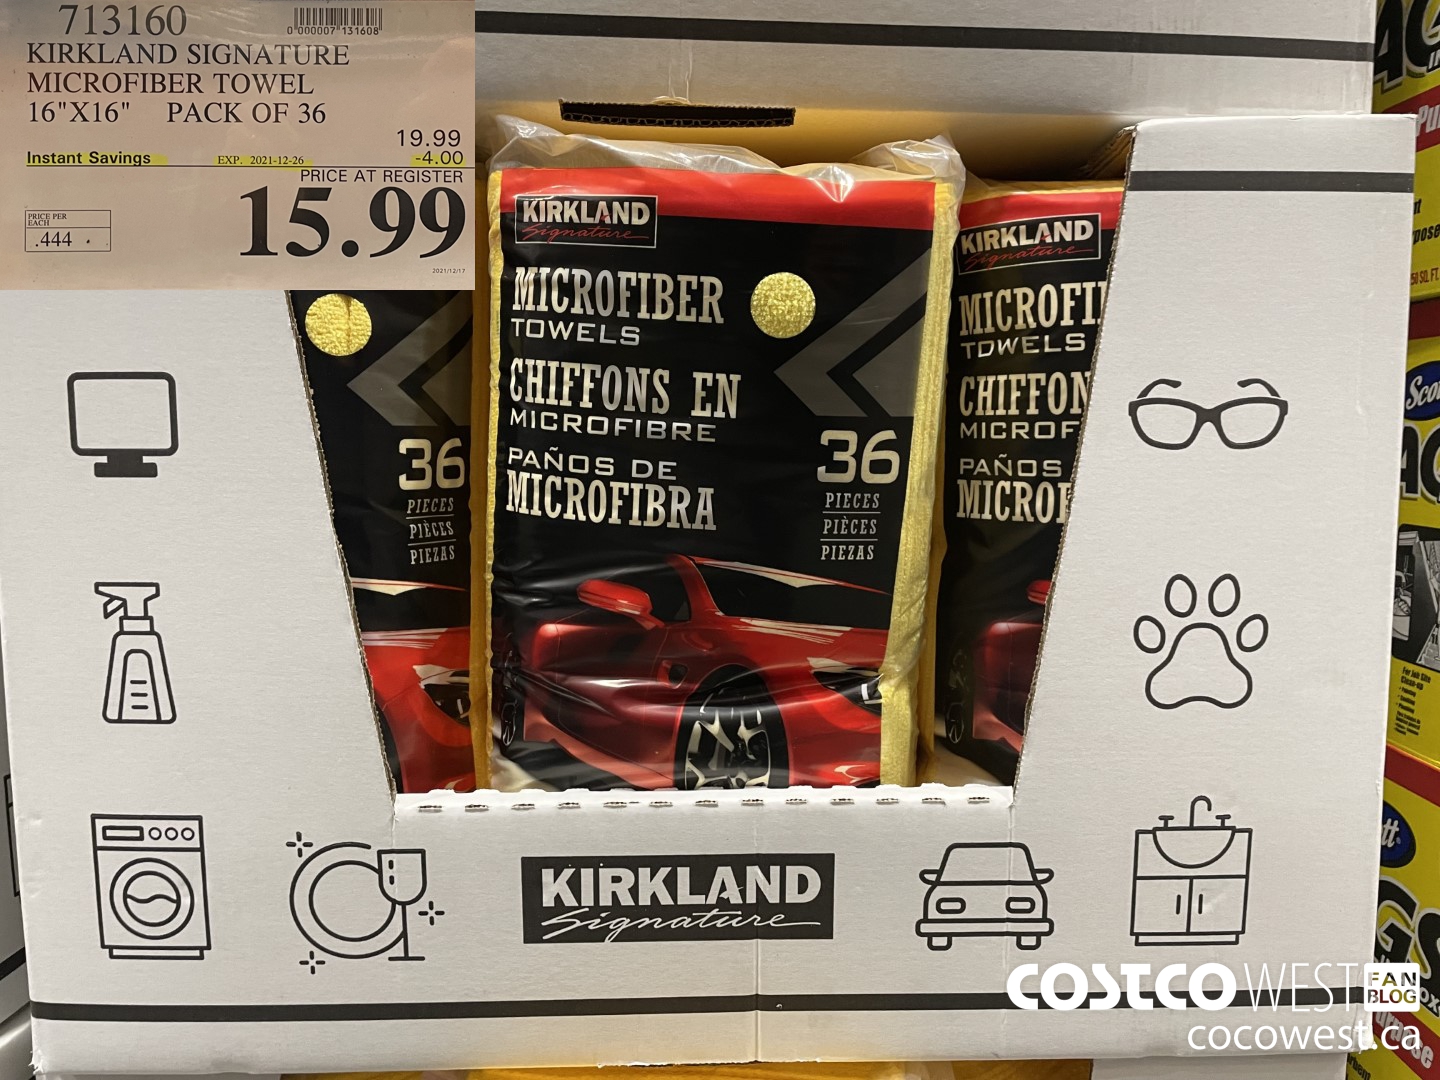 713160
0"000007"131608"
KIRKLAND SIGNATURE
MICROFIBER TOWEL
16"X16" PACK OF 36
19.99
Instant Savings EXP. 2021-12-26 -4.00
PRICE AT REGISTER
15.99
PRICE PER
EACH
.444
2021/12/17
KIRKLAND
Signature
MICROFIBER
TOWELS
CHIFFONS EN
MICROFIBRE
PAÑOS DE
MICROFIBRA
36
PIECES
PIÈCES
PIEZAS
36
PIECES
PIÈCES
PIEZAS
KIRKLAND
Signature
MICROFI
TOWELS
CHIFFON
MICROF
PAÑOS
MICROF
KIRKLAND
Signature
COSTCO WEST FAN BLOG
cocowest.ca